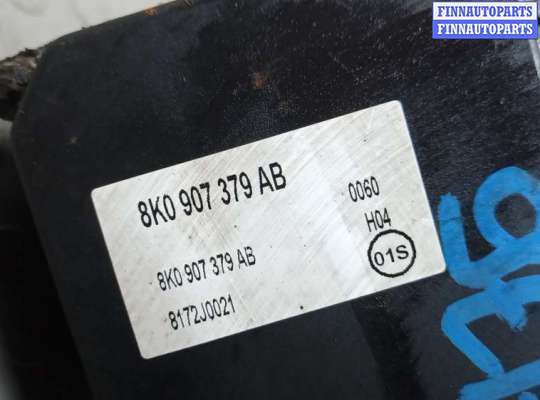 FINNAUTOPARTS
FINNAUTOPARTS
8K0 907 379 AB
0060
H04
8K0 907 379 AB
01S
8172J0021